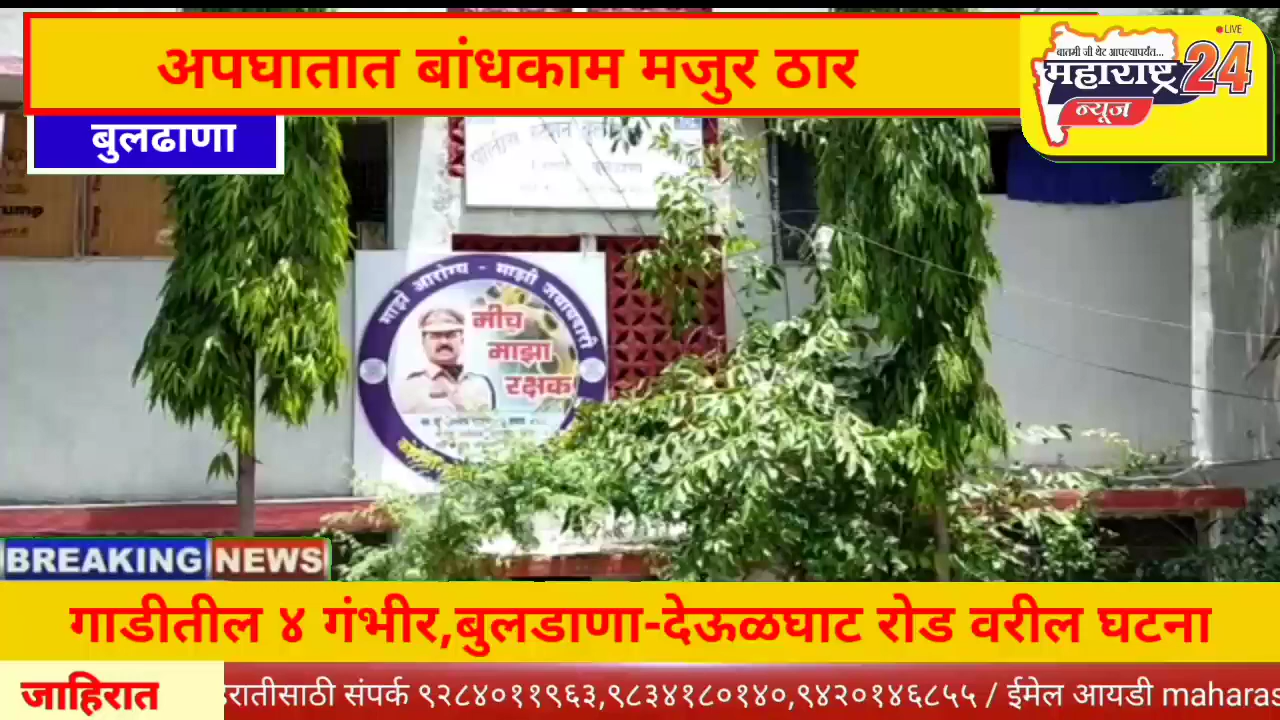 अपघातात बांधकाम मजुर ठार
LIVE
बातमी जी थेट आपल्यापर्यंत...
महाराष्ट्र 24
न्यूज
बुलढाणा
माझे आरोग्य - माझी जबाबदारी
मीच
माझा
रक्षक
BREAKING NEWS
गाडीतील ४ गंभीर,बुलडाणा-देऊळघाट रोड वरील घटना
जाहिरात
हरातीसाठी संपर्क ९२८४०११९६३,९८३४१८०१४०,९४२०१४६८५५ / ईमेल आयडी maharas